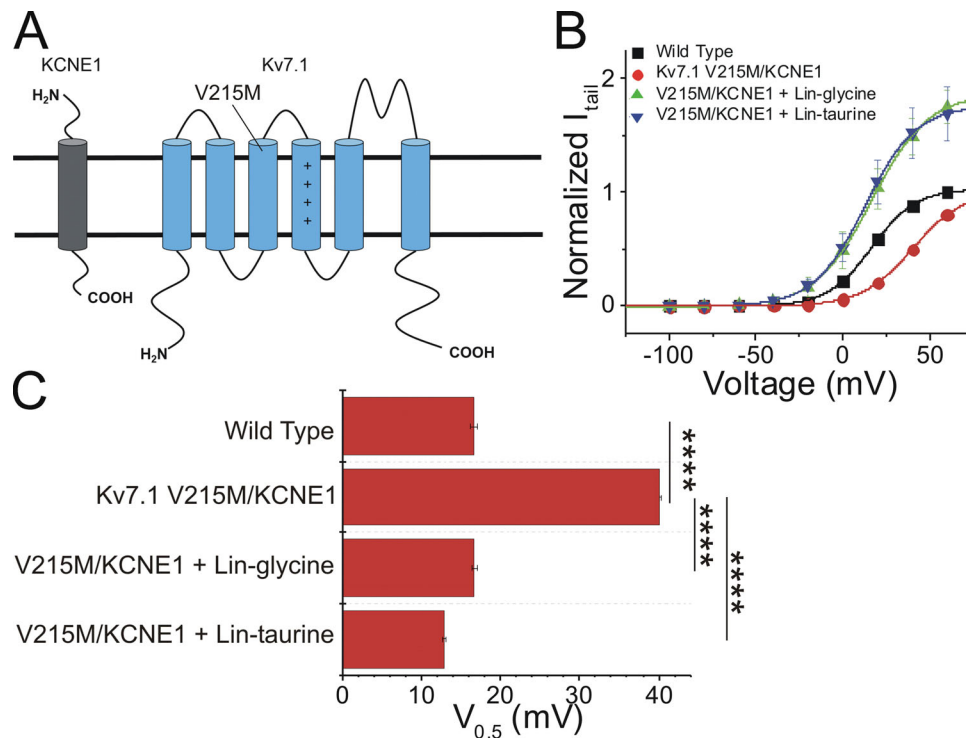 A
KCNE1
Kv7.1
H₂N
V215M
+
+
+
+
COOH
H₂N
COOH
B
Wild Type
Kv7.1 V215M/KCNE1
V215M/KCNE1 + Lin-glycine
V215M/KCNE1 + Lin-taurine
Normalized I_tail
2
1
0
-100 -50 0 50
Voltage (mV)
C
Wild Type
Kv7.1 V215M/KCNE1
V215M/KCNE1 + Lin-glycine
V215M/KCNE1 + Lin-taurine
****
****
****
0 10 20 30 40
V₀.₅ (mV)